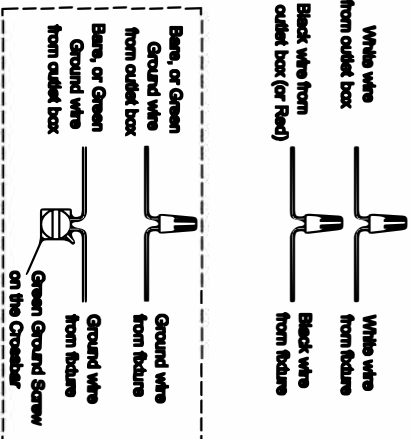 White wire
from outlet box
White wire
from fixture
Black wire from
outlet box (or Red)
Black wire
from fixture
Bare, or Green
Ground wire
from outlet box
Ground wire
from fixture
Bare, or Green
Ground wire
from outlet box
Ground wire
from fixture
Green Ground Screw
on the Crossbar